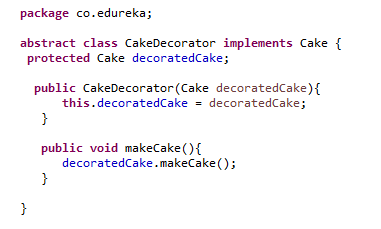 package co.edureka;
abstract class CakeDecorator implements Cake {
protected Cake decoratedCake;
public CakeDecorator(Cake decoratedCake){
this.decoratedCake = decoratedCake;
}
public void makeCake(){
decoratedCake.makeCake();
}
}